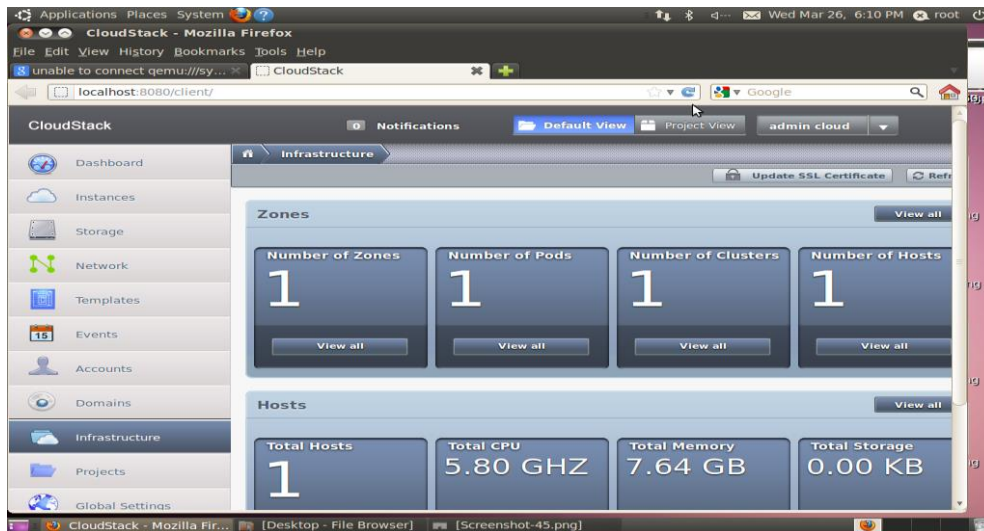 Applications Places System
Wed Mar 26, 6:10 PM root
CloudStack - Mozilla Firefox
File Edit View History Bookmarks Tools Help
unable to connect qemu:///sy...
CloudStack
localhost:8080/client/
Google
CloudStack
0 Notifications
Default View
Project View
admin cloud
Dashboard
Instances
Storage
Network
Templates
15 Events
Accounts
Domains
Infrastructure
Projects
Global Settings
Infrastructure
Update SSL Certificate
Refr
Zones
View all
Number of Zones
1
View all
Number of Pods
1
View all
Number of Clusters
1
View all
Number of Hosts
1
View all
Hosts
View all
Total Hosts
1
Total CPU
5.80 GHZ
Total Memory
7.64 GB
Total Storage
0.00 KB
CloudStack - Mozilla Fir...
[Desktop - File Browser]
[Screenshot-45.png]